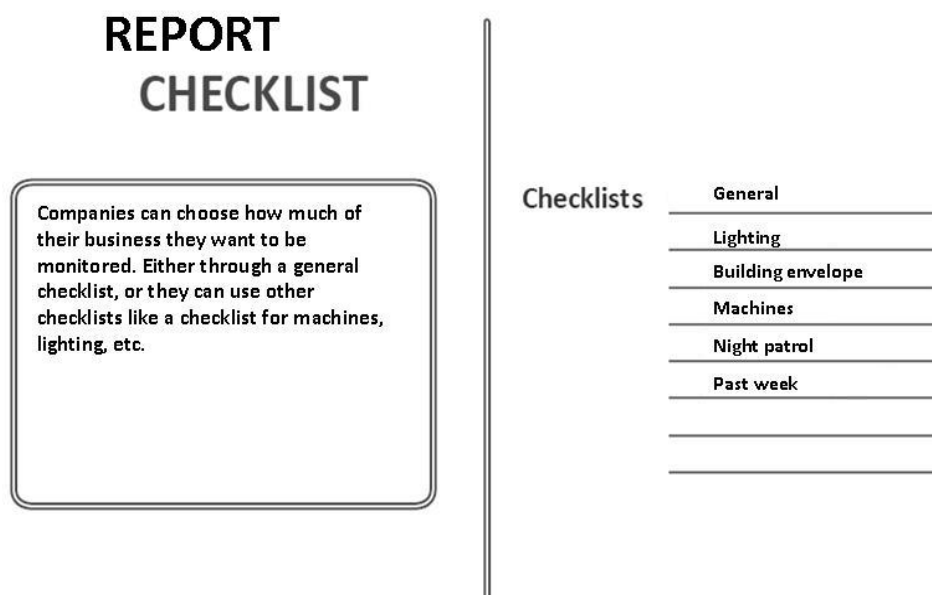 REPORT
CHECKLIST
Companies can choose how much of
their business they want to be
monitored. Either through a general
checklist, or they can use other
checklists like a checklist for machines,
lighting, etc.
Checklists
General
Lighting
Building envelope
Machines
Night patrol
Past week